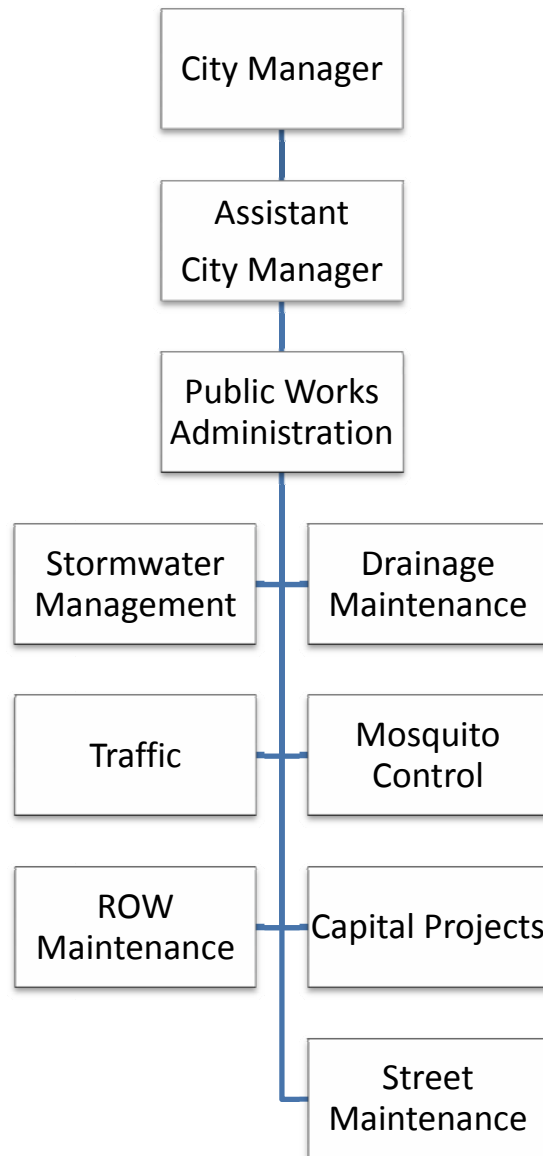 City Manager
Assistant
City Manager
Public Works
Administration
Stormwater
Management
Drainage
Maintenance
Traffic
Mosquito
Control
ROW
Maintenance
Capital Projects
Street
Maintenance